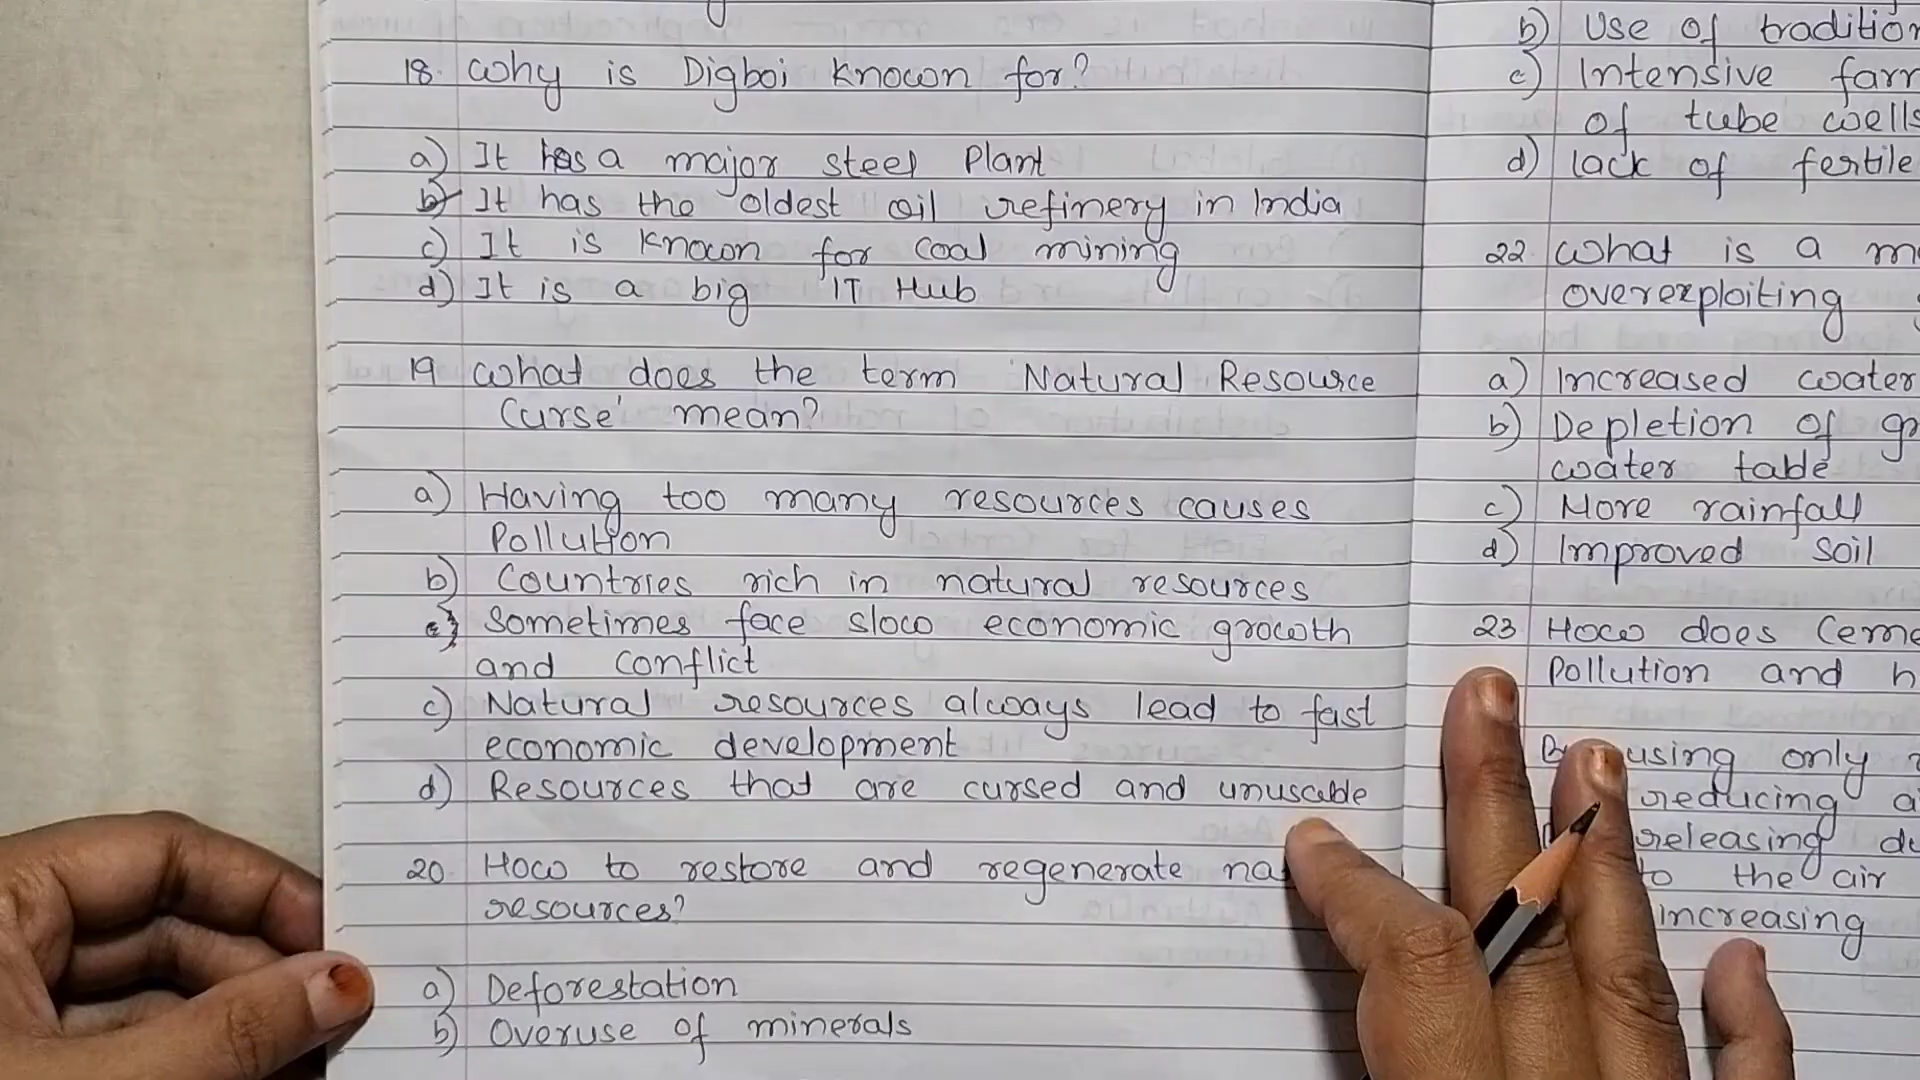 18. Why is Digboi known for?
a) It has a major steel Plant
b) It has the oldest oil refinery in India
c) It is known for coal mining
d) It is a big IT Hub
19 What does the term 'Natural Resource
Curse' mean?
a) Having too many resources causes
Pollution
b) Countries rich in natural resources
c) Sometimes face slow economic growth
and conflict
c) Natural resources always lead to fast
economic development
d) Resources that are cursed and unusable
20. How to restore and regenerate
resources?
a) Deforestation
b) Overuse of minerals
b) Use of
c) Intensive
of tube wells
d) lack of fertile
22. What is a
overexploiting
a) Increased water
b) Depletion of
water table
c) More rainfall
d) Improved soil
23 How does
Pollution and
using only
reducing
releasing
to the air
increasing